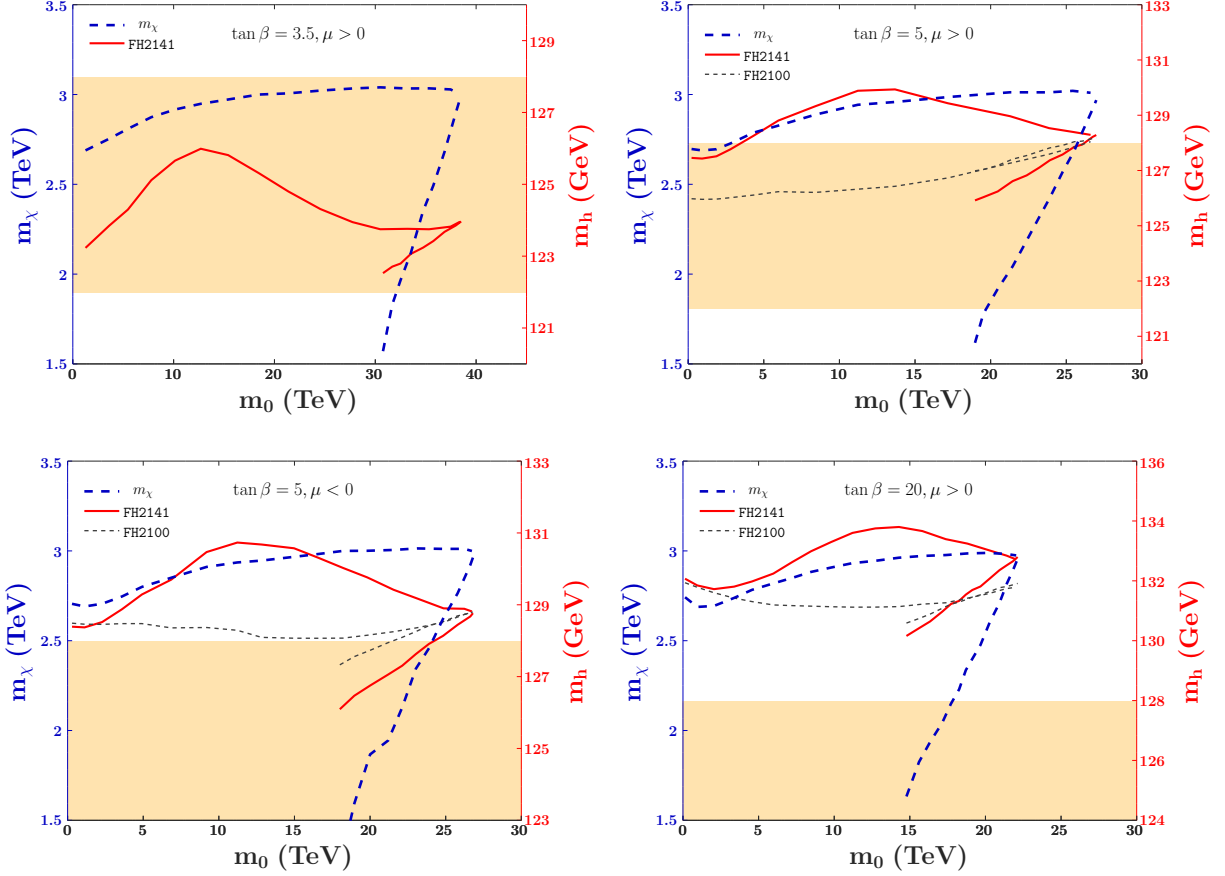 3.5
3
2.5
2
1.5
m_χ (TeV)
m_χ
FH2141
tan β = 3.5, μ > 0
129
127
125
123
121
m_h (GeV)
0 10 20 30 40
m_0 (TeV)
3.5
3
2.5
2
1.5
m_χ (TeV)
m_χ
FH2141
FH2100
tan β = 5, μ > 0
133
131
130
128
126
124
122
120
m_h (GeV)
0 5 10 15 20 25 30
m_0 (TeV)
3.5
3
2.5
2
1.5
m_χ (TeV)
m_χ
FH2141
FH2100
tan β = 5, μ < 0
133
131
129
127
125
123
m_h (GeV)
0 5 10 15 20 25 30
m_0 (TeV)
3.5
3
2.5
2
1.5
m_χ (TeV)
m_χ
FH2141
FH2100
tan β = 20, μ > 0
136
134
132
130
128
126
124
m_h (GeV)
0 5 10 15 20 25 30
m_0 (TeV)